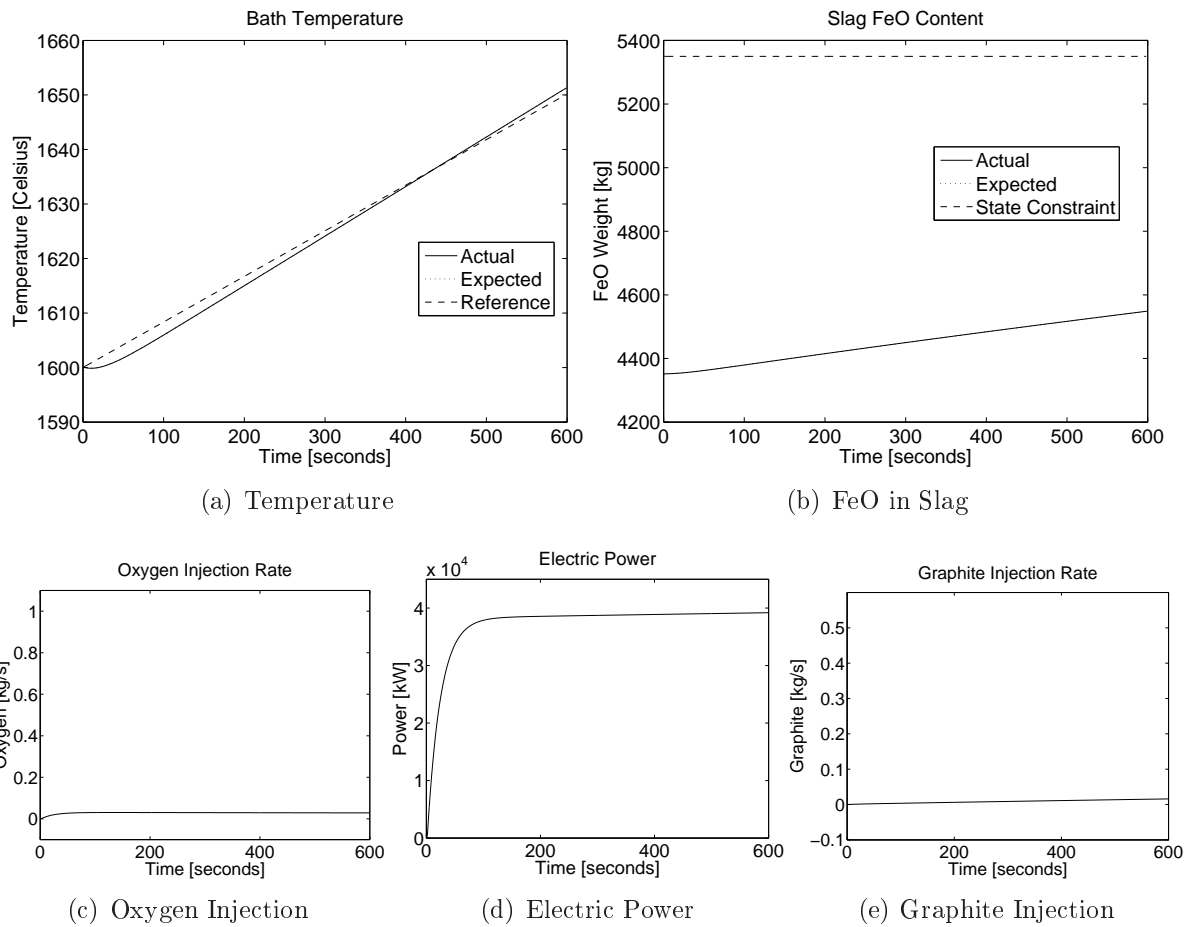 Bath Temperature
1660
1650
1640
1630
1620
1610
1600
1590
Temperature [Celsius]
0 100 200 300 400 500 600
Time [seconds]
Actual
Expected
Reference
(a) Temperature
Slag FeO Content
5400
5200
5000
4800
4600
4400
4200
FeO Weight [kg]
0 100 200 300 400 500 600
Time [seconds]
Actual
Expected
State Constraint
(b) FeO in Slag
Oxygen Injection Rate
1
0.8
0.6
0.4
0.2
0
Oxygen [kg/s]
0 200 400 600
Time [seconds]
(c) Oxygen Injection
Electric Power
x 10^4
4
3
2
1
0
Power [kW]
0 200 400 600
Time [seconds]
(d) Electric Power
Graphite Injection Rate
0.5
0.4
0.3
0.2
0.1
0
−0.1
Graphite [kg/s]
0 200 400 600
Time [seconds]
(e) Graphite Injection